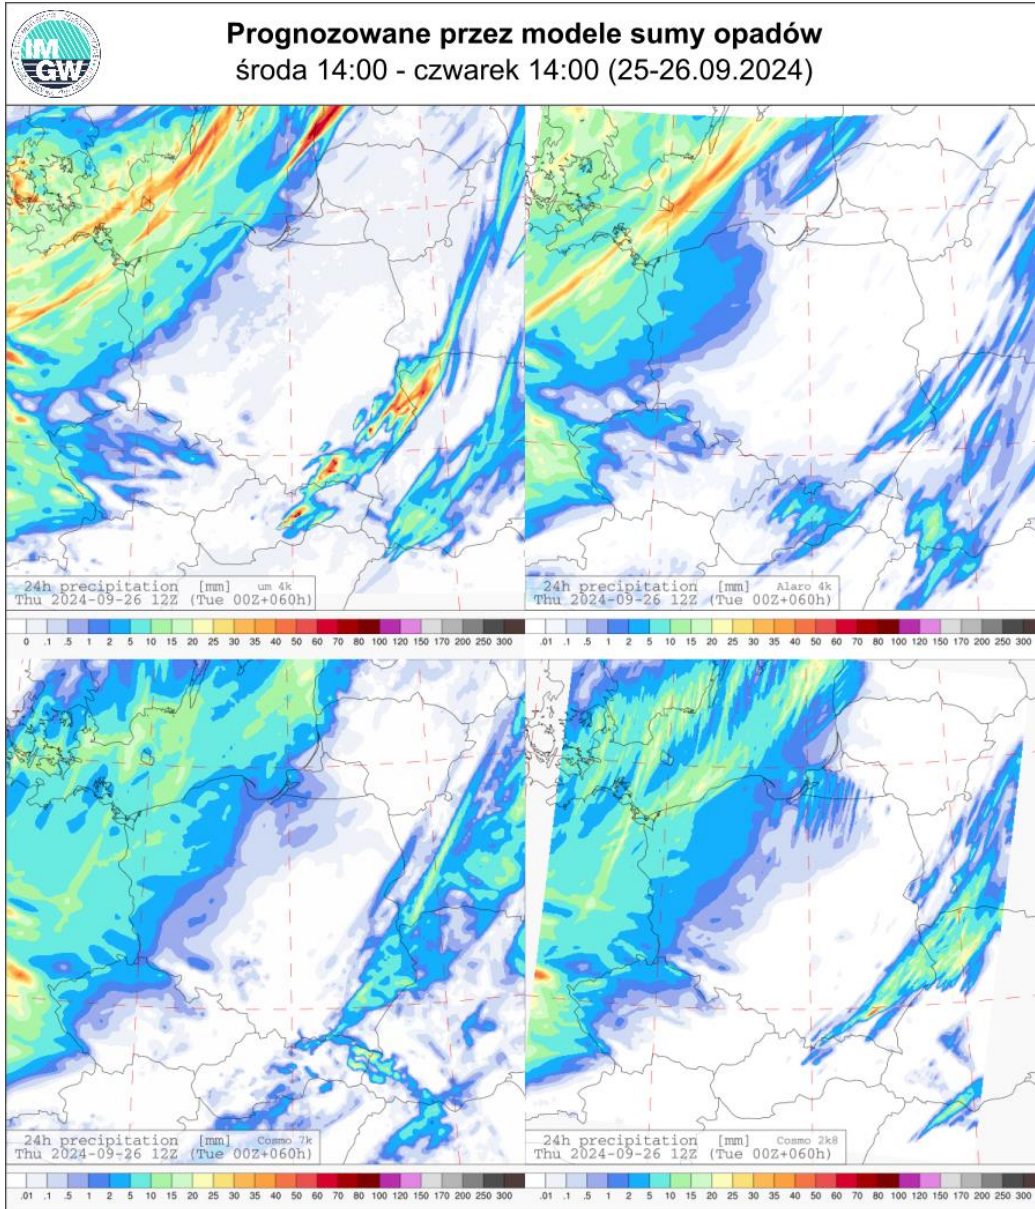 IM
GW
Prognozowane przez modele sumy opadów
środa 14:00 - czwarek 14:00 (25-26.09.2024)
24h precipitation [mm] um 4k
Thu 2024-09-26 12Z (Tue 00Z+060h)
24h precipitation [mm] Alaro 4k
Thu 2024-09-26 12Z (Tue 00Z+060h)
0 .1 .5 1 2 5 10 15 20 25 30 35 40 50 60 70 80 100 120 150 170 200 250 300
.01 .1 .5 1 2 5 10 15 20 25 30 35 40 50 60 70 80 100 120 150 170 200 250 300
24h precipitation [mm] Cosmo 7k
Thu 2024-09-26 12Z (Tue 00Z+060h)
24h precipitation [mm] Cosmo 2k8
Thu 2024-09-26 12Z (Tue 00Z+060h)
.01 .1 .5 1 2 5 10 15 20 25 30 35 40 50 60 70 80 100 120 150 170 200 250 300
.01 .1 .5 1 2 5 10 15 20 25 30 35 40 50 60 70 80 100 120 150 170 200 250 300